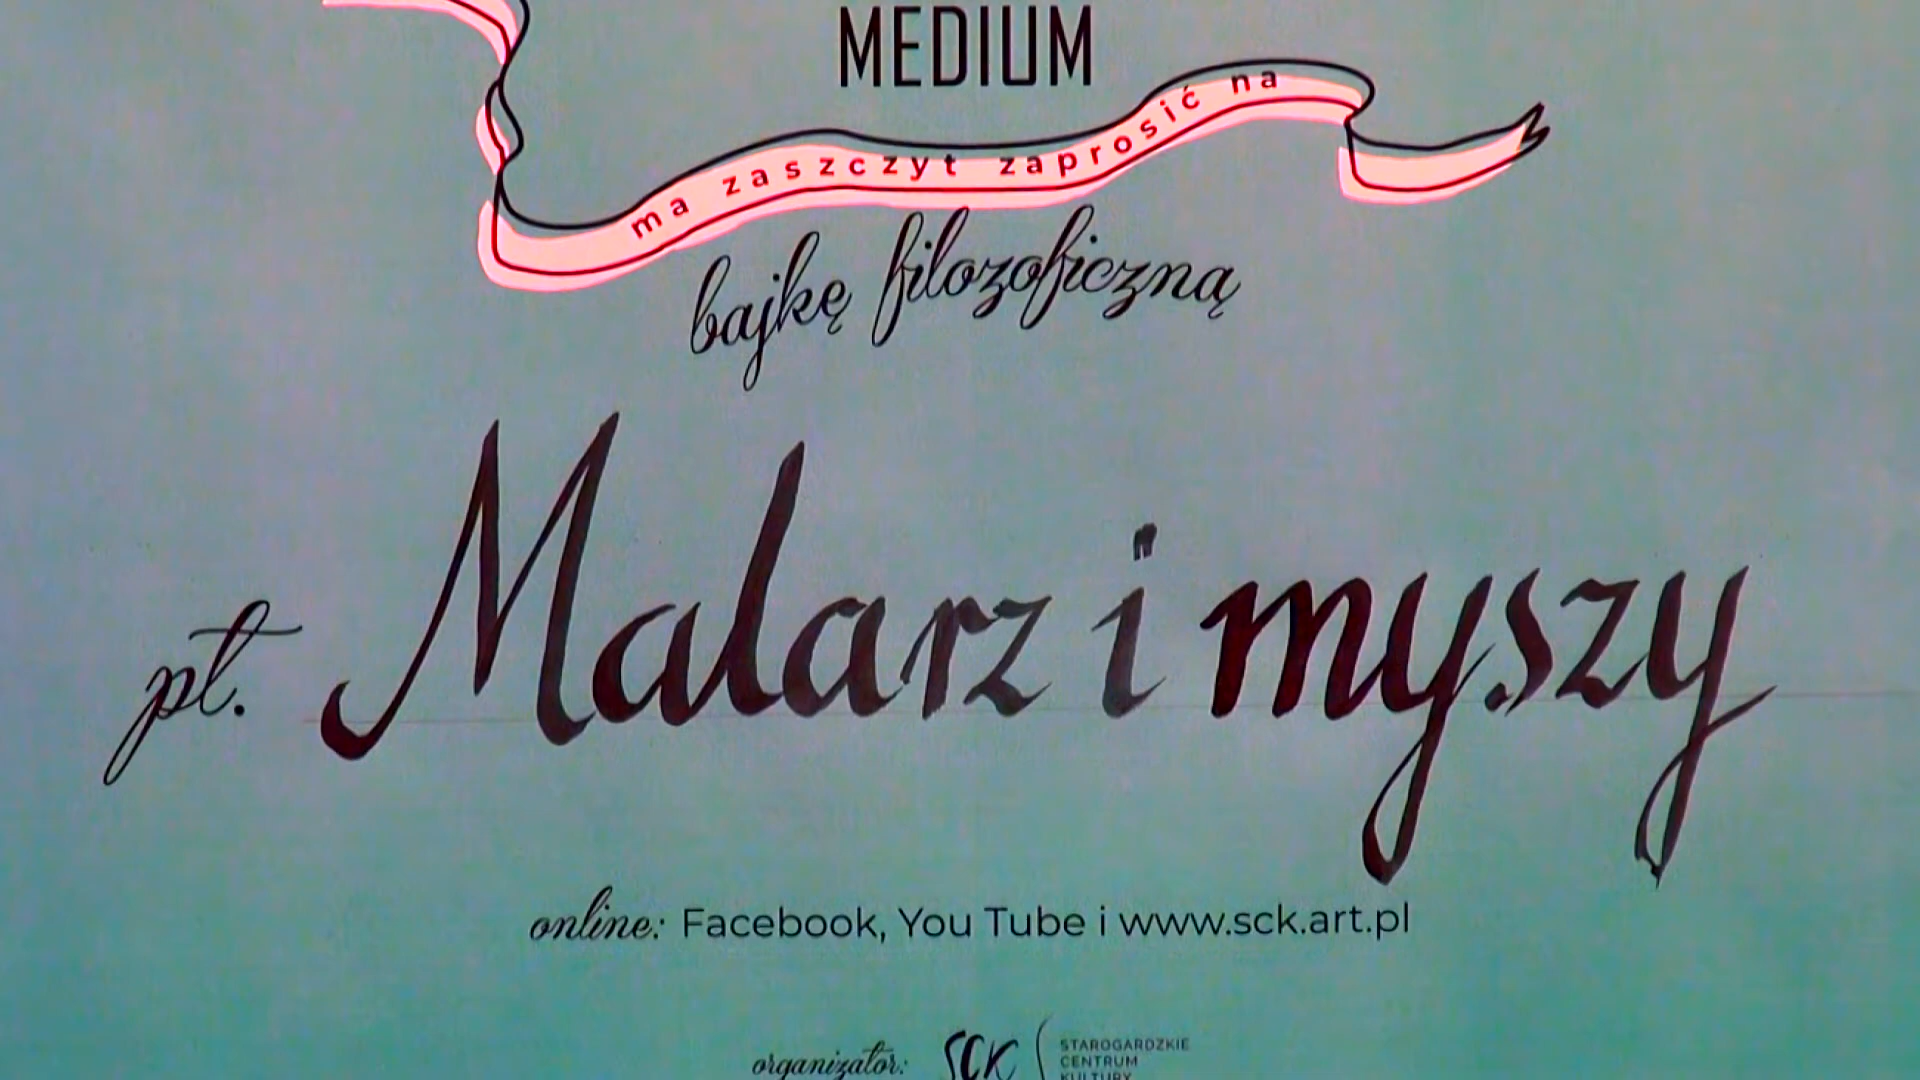 MEDIUM
ma zaszczyt zaprosić na
bajkę filozoficzną
pt. Malarz i myszy
online: Facebook, You Tube i www.sck.art.pl
organizator: SCK STAROGARDZKIE
CENTRUM
KULTURY